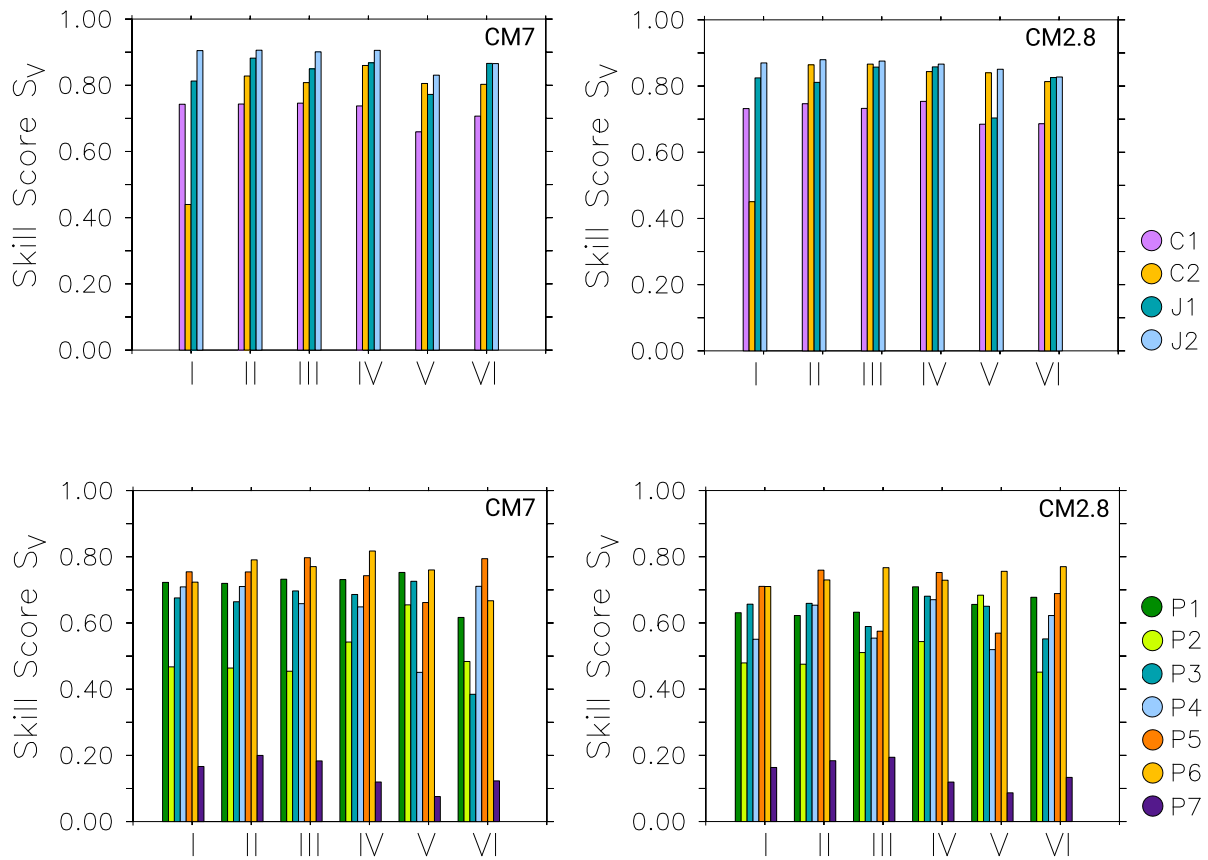 CM7
Skill Score SV
1.00
0.80
0.60
0.40
0.20
0.00
I II III IV V VI
CM2.8
Skill Score SV
1.00
0.80
0.60
0.40
0.20
0.00
I II III IV V VI
C1
C2
J1
J2
CM7
Skill Score SV
1.00
0.80
0.60
0.40
0.20
0.00
I II III IV V VI
CM2.8
Skill Score SV
1.00
0.80
0.60
0.40
0.20
0.00
I II III IV V VI
P1
P2
P3
P4
P5
P6
P7